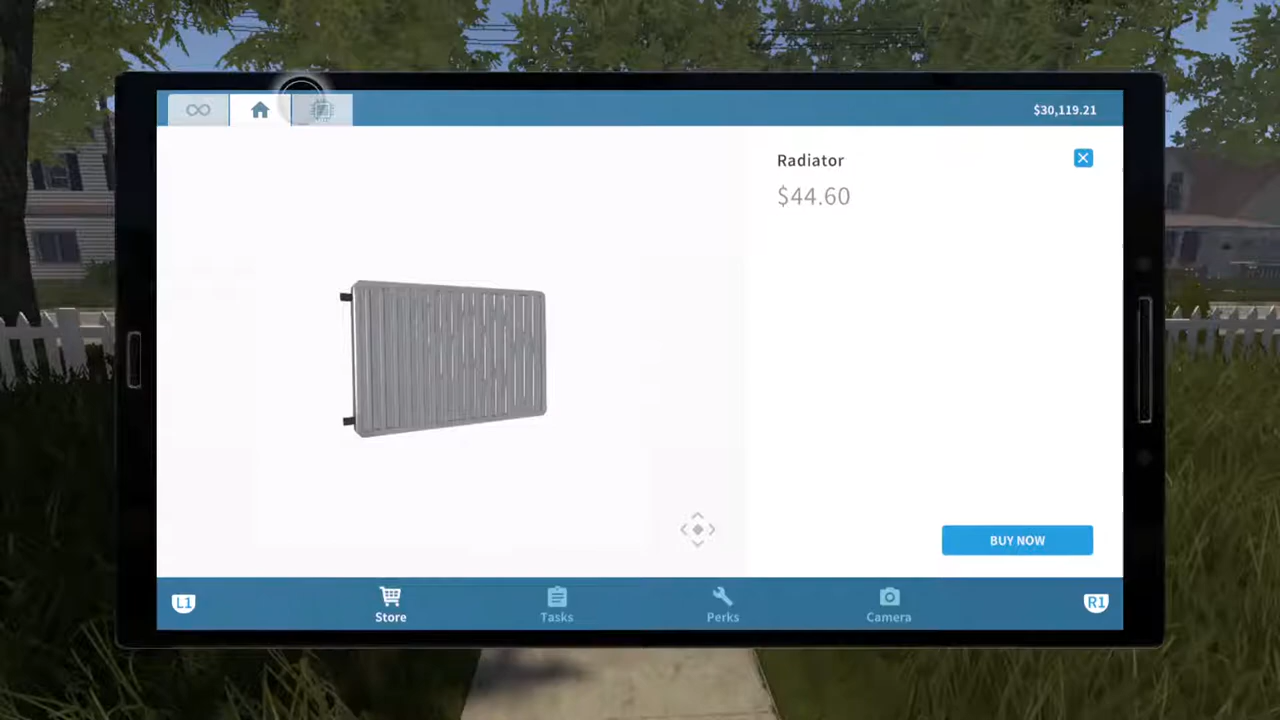 $30,119.21
Radiator
$44.60
BUY NOW
L1
Store
Tasks
Perks
Camera
R1